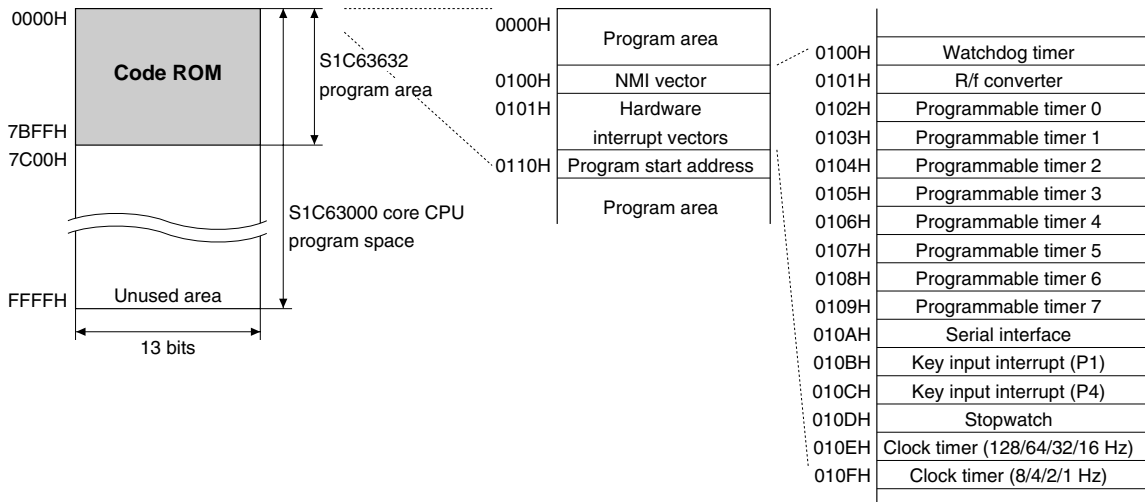 0000H
Code ROM
7BFFH
7C00H
FFFFH
Unused area
13 bits
S1C63632
program area
S1C63000 core CPU
program space
0000H
Program area
0100H
NMI vector
0101H
Hardware
interrupt vectors
0110H
Program start address
Program area
0100H
Watchdog timer
0101H
R/f converter
0102H
Programmable timer 0
0103H
Programmable timer 1
0104H
Programmable timer 2
0105H
Programmable timer 3
0106H
Programmable timer 4
0107H
Programmable timer 5
0108H
Programmable timer 6
0109H
Programmable timer 7
010AH
Serial interface
010BH
Key input interrupt (P1)
010CH
Key input interrupt (P4)
010DH
Stopwatch
010EH
Clock timer (128/64/32/16 Hz)
010FH
Clock timer (8/4/2/1 Hz)